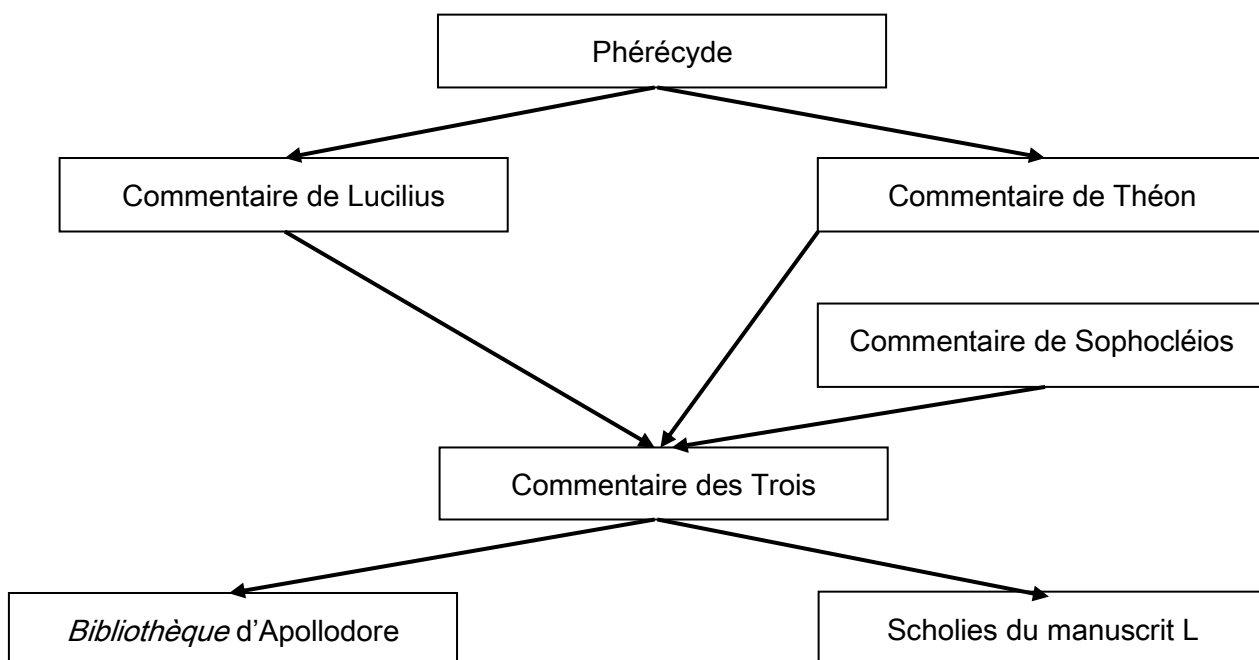 Phérécyde
Commentaire de Lucilius
Commentaire de Théon
Commentaire de Sophocléios
Commentaire des Trois
Bibliothèque d'Apollodore
Scholies du manuscrit L